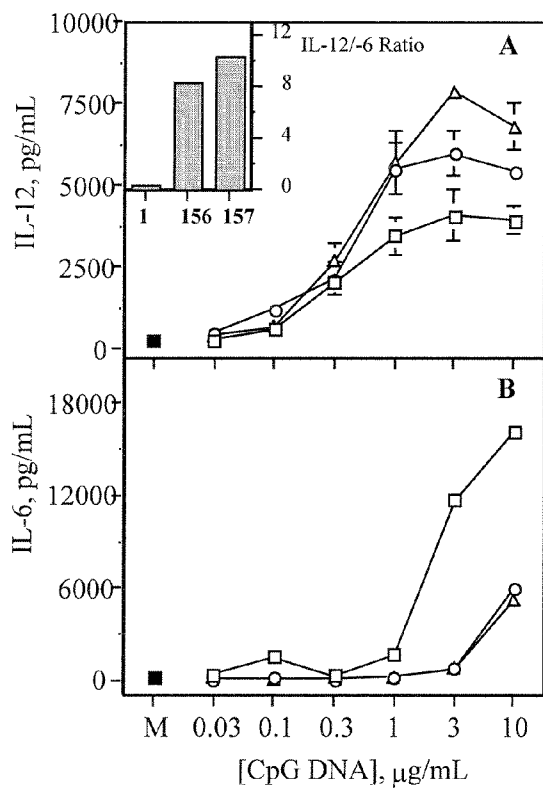 10000
7500
5000
2500
0
IL-12, pg/mL
12
8
4
0
IL-12/-6 Ratio
1 156 157
A
18000
12000
6000
0
IL-6, pg/mL
B
M 0.03 0.1 0.3 1 3 10
[CpG DNA], μg/mL